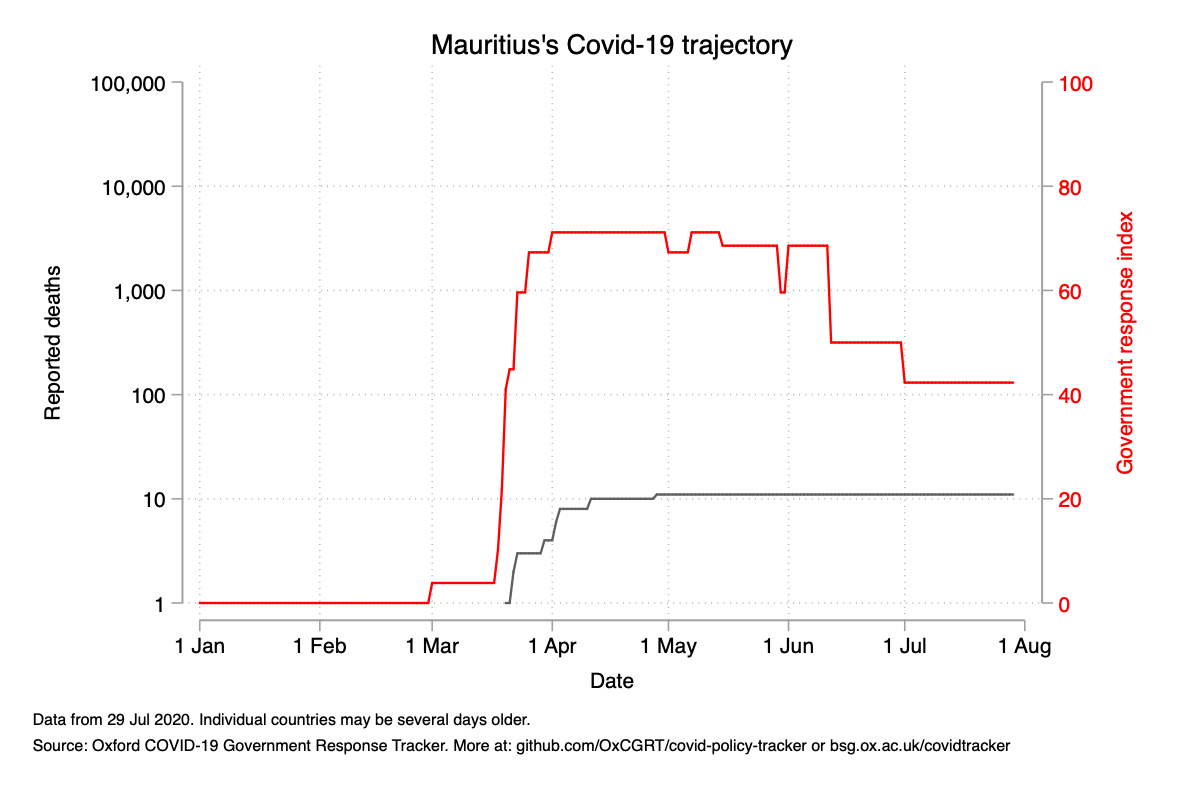 Mauritius's Covid-19 trajectory
100,000
10,000
1,000
100
10
1
Reported deaths
100
80
60
40
20
0
Government response index
1 Jan
1 Feb
1 Mar
1 Apr
1 May
1 Jun
1 Jul
1 Aug
Date
Data from 29 Jul 2020. Individual countries may be several days older.
Source: Oxford COVID-19 Government Response Tracker. More at: github.com/OxCGRT/covid-policy-tracker or bsg.ox.ac.uk/covidtracker